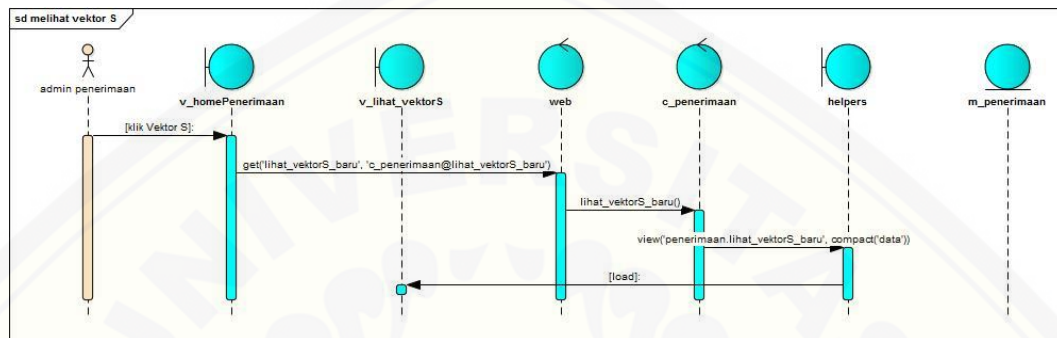 sd melihat vektor S
admin penerimaan
v_homePenerimaan
v_lihat_vektorS
web
c_penerimaan
helpers
m_penerimaan
[klik Vektor S]:
get('lihat_vektorS_baru', 'c_penerimaan@lihat_vektorS_baru')
lihat_vektorS_baru()
view('penerimaan.lihat_vektorS_baru', compact('data'))
[load]: